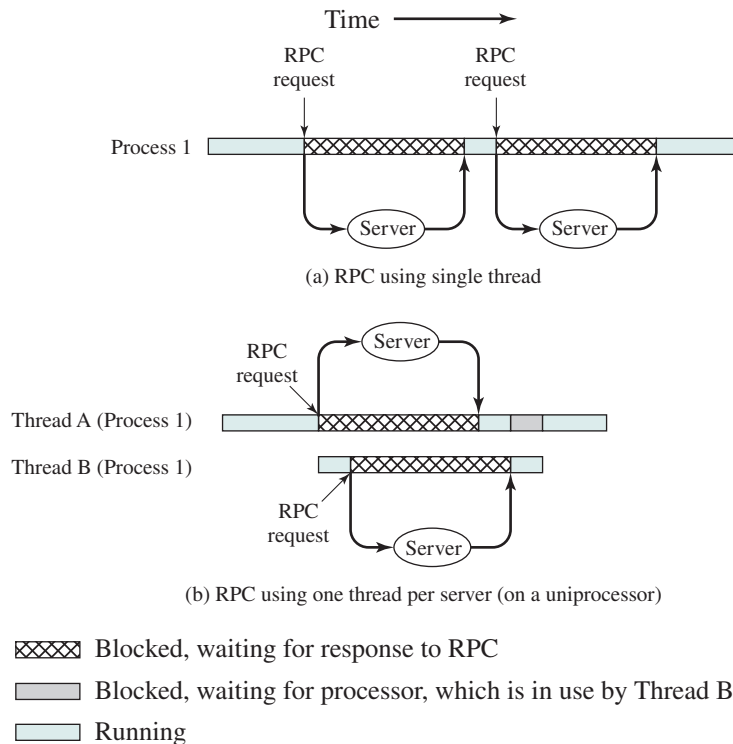 Time
RPC
request
RPC
request
Process 1
Server
Server
(a) RPC using single thread
Server
RPC
request
Thread A (Process 1)
Thread B (Process 1)
RPC
request
Server
(b) RPC using one thread per server (on a uniprocessor)
Blocked, waiting for response to RPC
Blocked, waiting for processor, which is in use by Thread B
Running